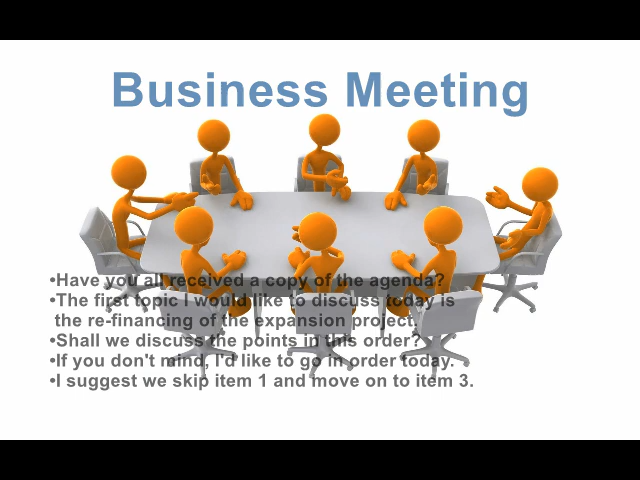 Business Meeting
•Have you all received a copy of the agenda?
•The first topic I would like to discuss today is
the re-financing of the expansion project.
•Shall we discuss the points in this order?
•If you don't mind, I'd like to go in order today.
•I suggest we skip item 1 and move on to item 3.